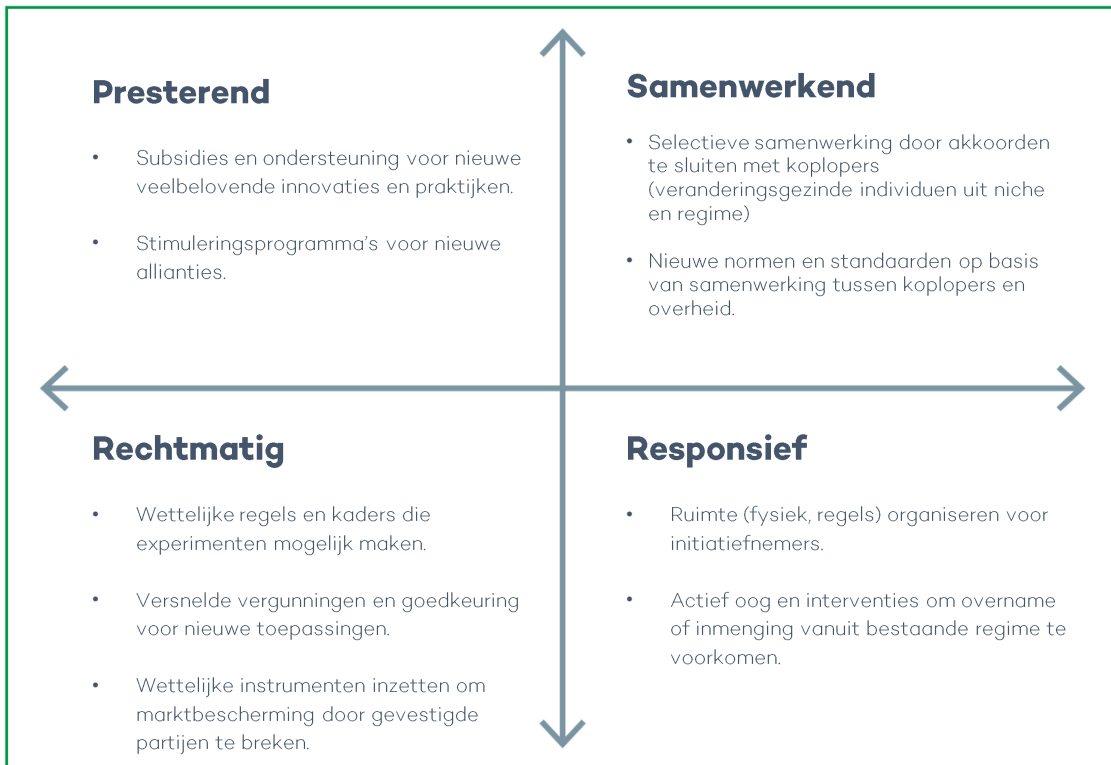 Presterend
• Subsidies en ondersteuning voor nieuwe
veelbelovende innovaties en praktijken.
• Stimuleringsprogramma's voor nieuwe
allianties.
Samenwerkend
• Selectieve samenwerking door akkoorden
te sluiten met koplopers
(veranderingsgezinde individuen uit niche
en regime)
• Nieuwe normen en standaarden op basis
van samenwerking tussen koplopers en
overheid.
Rechtmatig
• Wettelijke regels en kaders die
experimenten mogelijk maken.
• Versnelde vergunningen en goedkeuring
voor nieuwe toepassingen.
• Wettelijke instrumenten inzetten om
marktbescherming door gevestigde
partijen te breken.
Responsief
• Ruimte (fysiek, regels) organiseren voor
initiatiefnemers.
• Actief oog en interventies om overname
of inmenging vanuit bestaande regime te
voorkomen.